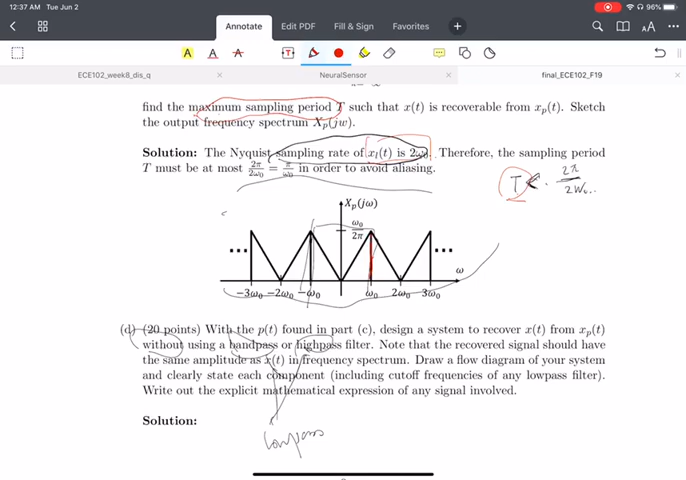 12:37 AM Tue Jun 2
96%
Annotate
Edit PDF
Fill & Sign
Favorites
ECE102_week8_dis_q
NeuralSensor
final_ECE102_F19
find the maximum sampling period T such that x(t) is recoverable from xₚ(t). Sketch
the output frequency spectrum Xₚ(jw).
Solution: The Nyquist sampling rate of x₁(t) is 2ω₀. Therefore, the sampling period
T must be at most 2π/2ω₀ = π/ω₀ in order to avoid aliasing.
T < 2π/2W₀
Xₚ(jω)
ω₀/2π
...
...
ω
−3ω₀ −2ω₀ −ω₀ ω₀ 2ω₀ 3ω₀
(d) (20 points) With the p(t) found in part (c), design a system to recover x(t) from xₚ(t)
without using a bandpass or highpass filter. Note that the recovered signal should have
the same amplitude as x(t) in frequency spectrum. Draw a flow diagram of your system
and clearly state each component (including cutoff frequencies of any lowpass filter).
Write out the explicit mathematical expression of any signal involved.
Solution:
lowpass